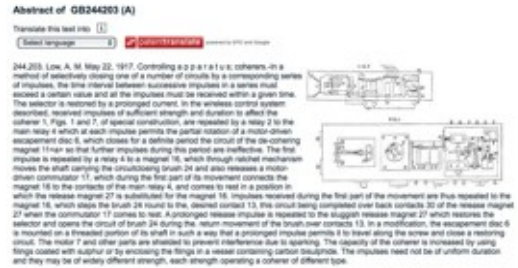 Abstract of GB244203 (A)
Translate this text into
Select language
patenttranslate powered by EPO and Google
244,203. Low, A. M. May 22, 1917. Controlling apparatus; coherers.-In a
method of selectively closing one of a number of circuits by a corresponding series
of impulses, the time interval between successive impulses in a series must
exceed a certain value and all the impulses must be received within a given time.
The selector is restored by a prolonged current. In the wireless control system
described, received impulses of sufficient strength and duration to affect the
coherer 1, Figs. 1 and 7, of special construction, are repeated by a relay 2 to the
main relay 4 which at each impulse permits the partial rotation of a motor-driven
escapement disc 6, which closes for a definite period the circuit of the de-cohering
magnet 11 so that further impulses during this period are ineffective. The first
impulse is repeated by a relay 4 to a magnet 16, which through ratchet mechanism
moves the shaft carrying the circuit closing brush 24 and also releases a motor-
driven commutator 17, which during the first part of its movement connects the
magnet 16 to the contacts of the main relay 4, and comes to rest in a position in
which the release magnet 27 is substituted for the magnet 16. Impulses received during the first part of the movement are thus repeated to the
magnet 16, which steps the brush 24 round to the, desired contact 13, this circuit being completed over back contacts 30 of the release magnet
27 when the commutator 17 comes to rest. A prolonged release impulse is repeated to the sluggish release magnet 27 which restores the
selector and opens the circuit of brush 24 during the. return movement of the brush over contacts 13. In a modification, the escapement disc 6
is mounted on a threaded portion of its shaft in such a way that a prolonged impulse permits it to travel along the screw and close a restoring
circuit. The motor 7 and other parts are shielded to prevent interference due to sparking. The capacity of the coherer is increased by using
filings coated with sulphur or by enclosing the filings in a vessel containing carbon bisulphide. The impulses need not be of uniform duration
and they may be of widely different strength, each strength operating a coherer of different type.